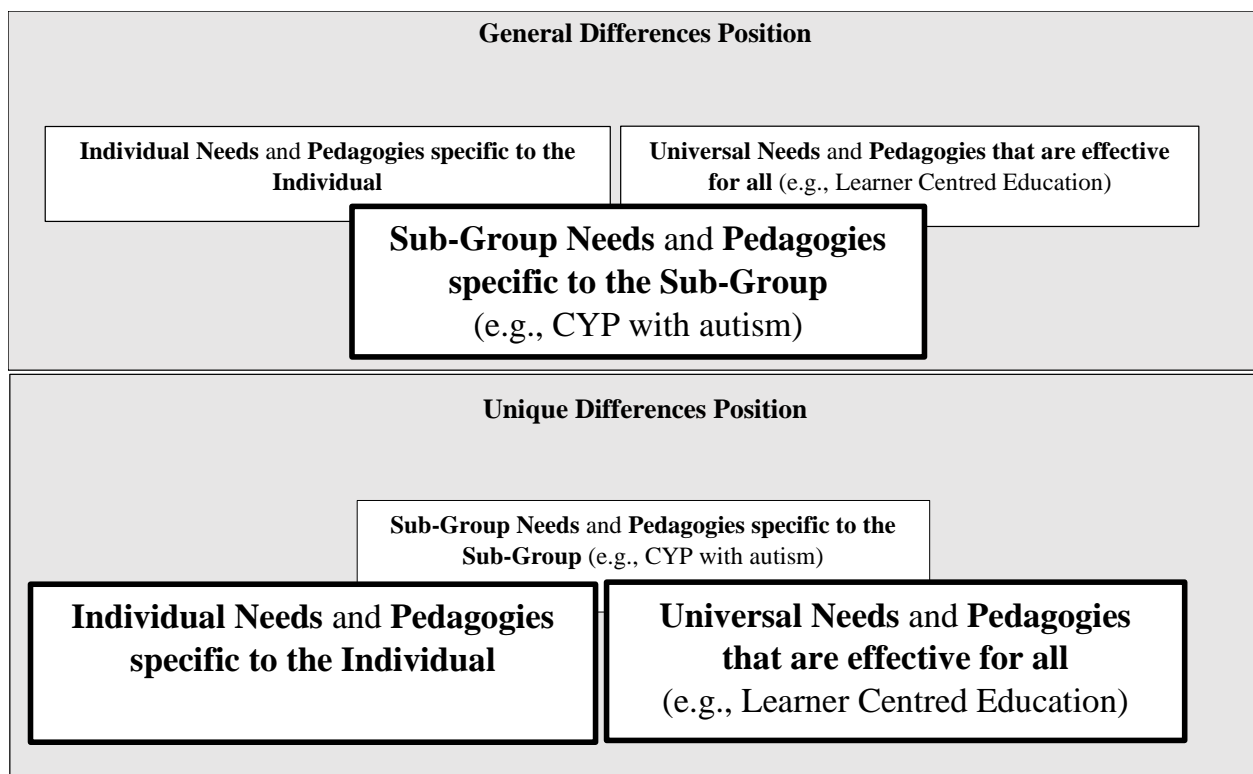 General Differences Position
Individual Needs and Pedagogies specific to the
Individual
Universal Needs and Pedagogies that are effective
for all (e.g., Learner Centred Education)
Sub-Group Needs and Pedagogies
specific to the Sub-Group
(e.g., CYP with autism)
Unique Differences Position
Sub-Group Needs and Pedagogies specific to the
Sub-Group (e.g., CYP with autism)
Individual Needs and Pedagogies
specific to the Individual
Universal Needs and Pedagogies
that are effective for all
(e.g., Learner Centred Education)